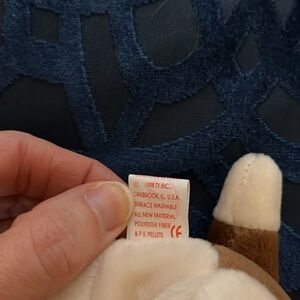 © 1998 TY INC.,
OAKBROOK, IL. U.S.A.
SURFACE WASHABLE
ALL NEW MATERIAL
POLYESTER FIBER
& P.E. PELLETS CE